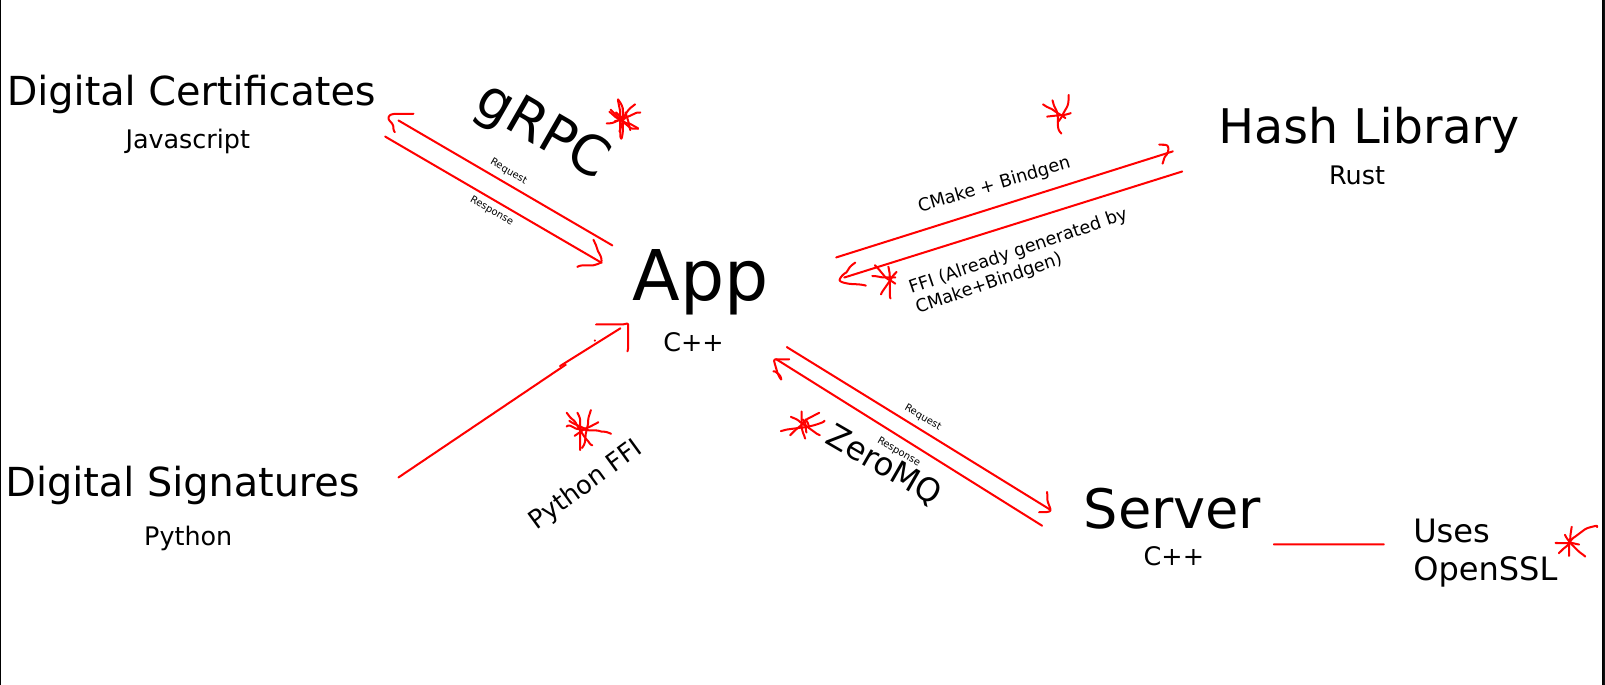 Digital Certificates
Javascript
gRPC
Request
Response
CMake + Bindgen
Hash Library
Rust
FFI (Already generated by
CMake+Bindgen)
App
C++
Digital Signatures
Python
Python FFI
Request
Response
ZeroMQ
Server
C++
Uses
OpenSSL